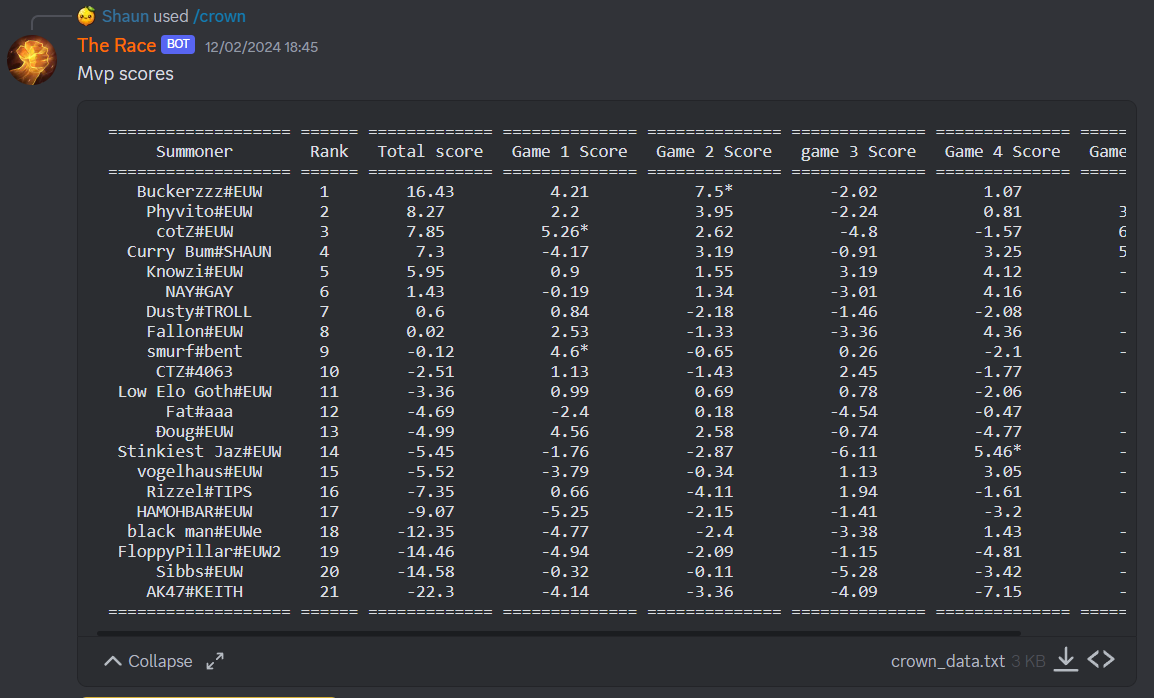 Shaun used /crown
The Race BOT 12/02/2024 18:45
Mvp scores
=================== ====== ============= ============== ============== ============== ============== =====
Summoner Rank Total score Game 1 Score Game 2 Score game 3 Score Game 4 Score Game
=================== ====== ============= ============== ============== ============== ============== =====
Buckerzzz#EUW 1 16.43 4.21 7.5* -2.02 1.07
Phyvito#EUW 2 8.27 2.2 3.95 -2.24 0.81 3
cotZ#EUW 3 7.85 5.26* 2.62 -4.8 -1.57 6
Curry Bum#SHAUN 4 7.3 -4.17 3.19 -0.91 3.25 5
Knowzi#EUW 5 5.95 0.9 1.55 3.19 4.12 -
NAY#GAY 6 1.43 -0.19 1.34 -3.01 4.16 -
Dusty#TROLL 7 0.6 0.84 -2.18 -1.46 -2.08
Fallon#EUW 8 0.02 2.53 -1.33 -3.36 4.36 -
smurf#bent 9 -0.12 4.6* -0.65 0.26 -2.1 -
CTZ#4063 10 -2.51 1.13 -1.43 2.45 -1.77
Low Elo Goth#EUW 11 -3.36 0.99 0.69 0.78 -2.06 -
Fat#aaa 12 -4.69 -2.4 0.18 -4.54 -0.47
Đoug#EUW 13 -4.99 4.56 2.58 -0.74 -4.77 -
Stinkiest Jaz#EUW 14 -5.45 -1.76 -2.87 -6.11 5.46* -
vogelhaus#EUW 15 -5.52 -3.79 -0.34 1.13 3.05 -
Rizzel#TIPS 16 -7.35 0.66 -4.11 1.94 -1.61 -
HAMOHBAR#EUW 17 -9.07 -5.25 -2.15 -1.41 -3.2
black man#EUWe 18 -12.35 -4.77 -2.4 -3.38 1.43 -
FloppyPillar#EUW2 19 -14.46 -4.94 -2.09 -1.15 -4.81 -
Sibbs#EUW 20 -14.58 -0.32 -0.11 -5.28 -3.42 -
AK47#KEITH 21 -22.3 -4.14 -3.36 -4.09 -7.15 -
=================== ====== ============= ============== ============== ============== ============== =====
Collapse crown_data.txt 3 KB